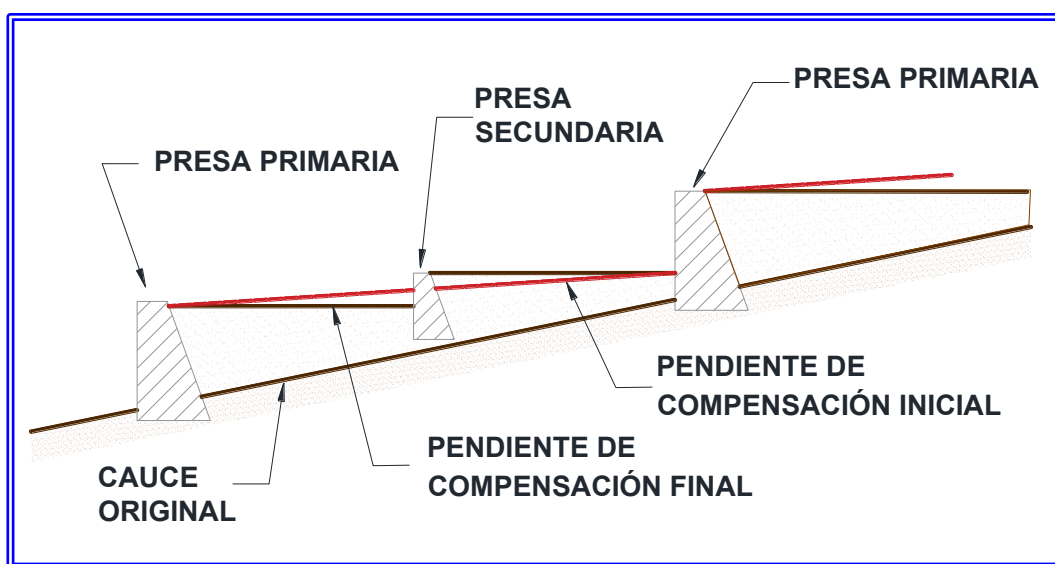 PRESA PRIMARIA
PRESA
SECUNDARIA
PRESA PRIMARIA
PENDIENTE DE
COMPENSACIÓN INICIAL
PENDIENTE DE
COMPENSACIÓN FINAL
CAUCE
ORIGINAL